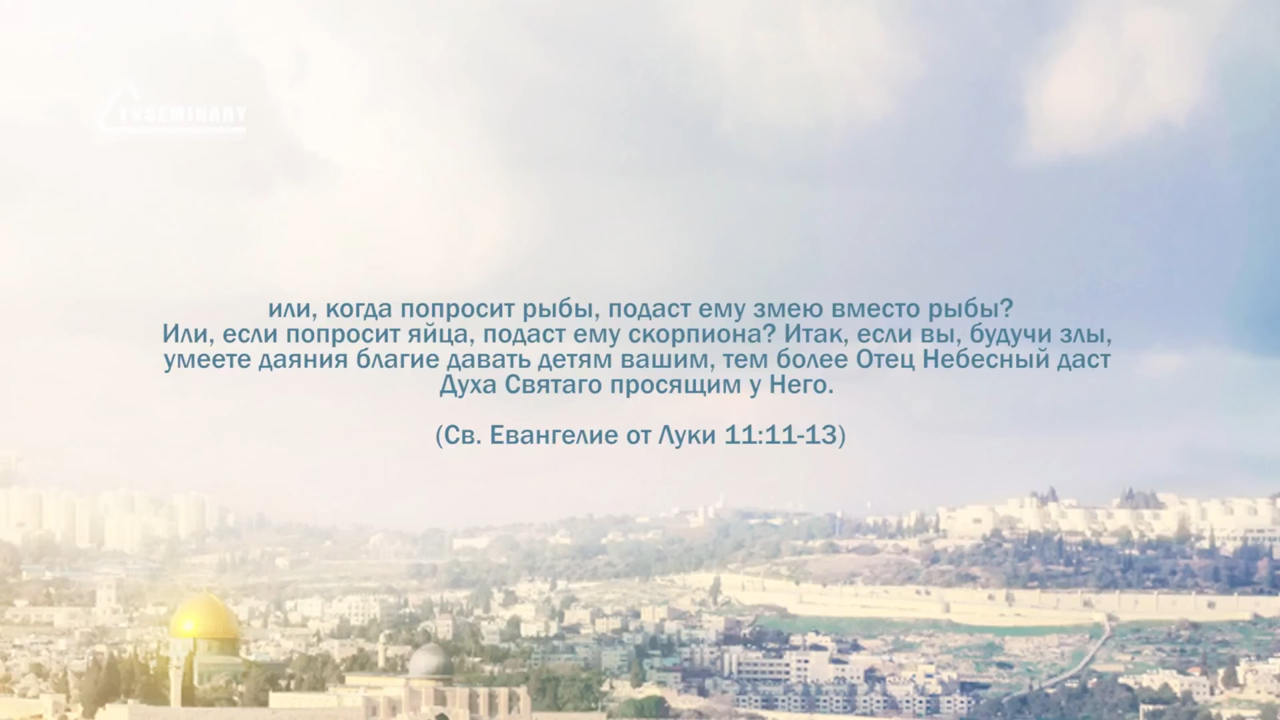 TVSEMINARY
или, когда попросит рыбы, подаст ему змею вместо рыбы?
Или, если попросит яйца, подаст ему скорпиона? Итак, если вы, будучи злы,
умеете даяния благие давать детям вашим, тем более Отец Небесный даст
Духа Святаго просящим у Него.
(Св. Евангелие от Луки 11:11-13)